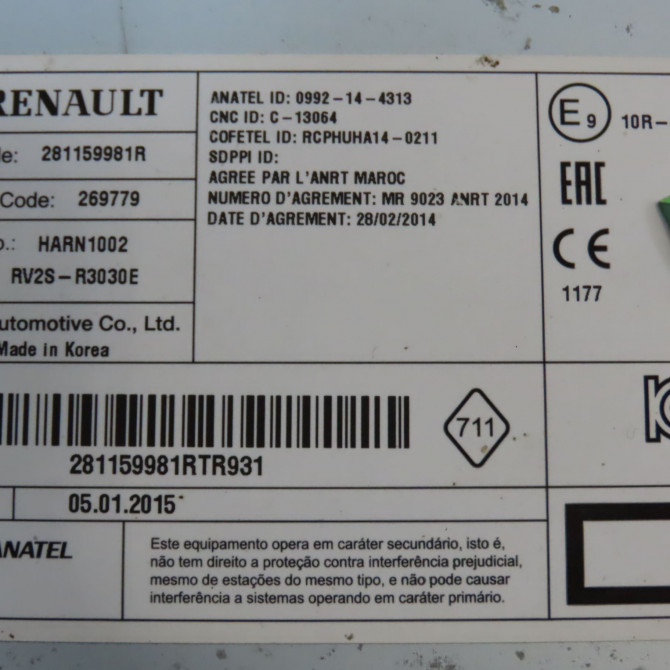 RENAULT
281159981R
Code: 269779
HARN1002
RV2S-R3030E
Automotive Co., Ltd.
Made in Korea
ANATEL ID: 0992-14-4313
CNC ID: C-13064
COFETEL ID: RCPHUHA14-0211
SDPPI ID:
AGREE PAR L'ANRT MAROC
NUMERO D'AGREMENT: MR 9023 ANRT 2014
DATE D'AGREMENT: 28/02/2014
E9 10R-
EAC
CE
1177
711
281159981RTR931
05.01.2015
ANATEL
Este equipamento opera em caráter secundário, isto é,
não tem direito a proteção contra interferência prejudicial,
mesmo de estações do mesmo tipo, e não pode causar
interferência a sistemas operando em caráter primário.